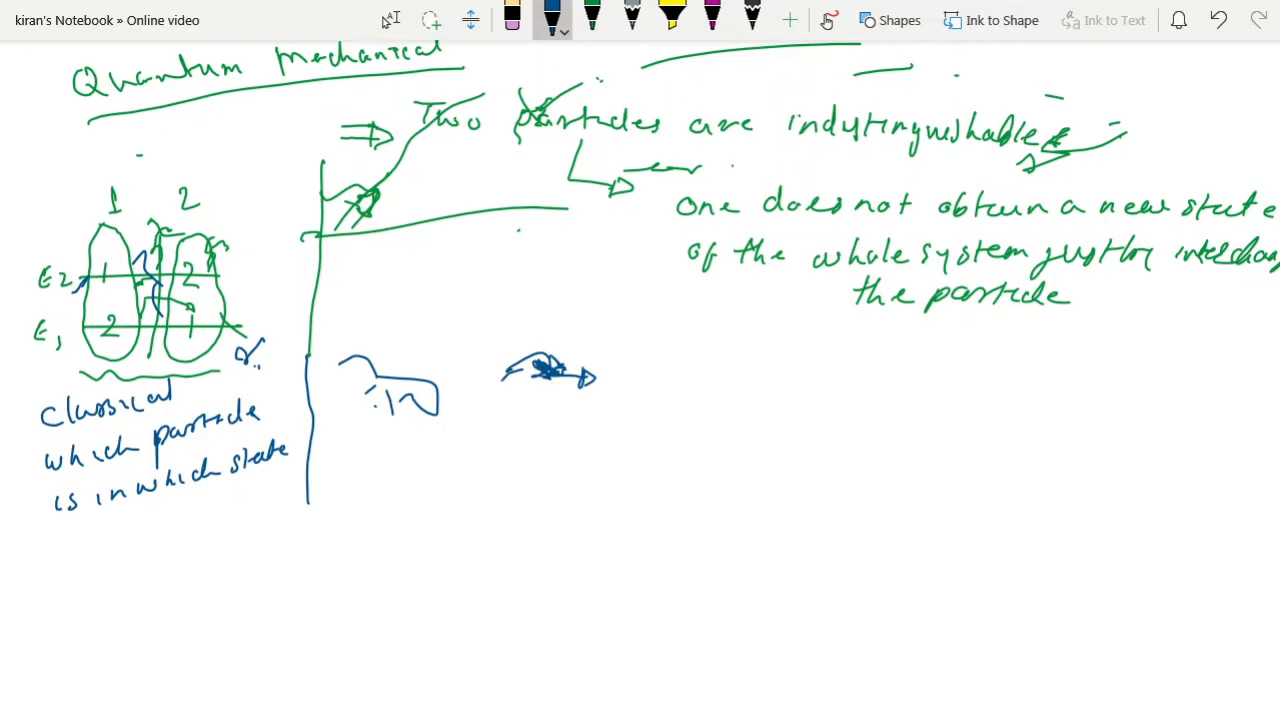 kiran's Notebook » Online video
Shapes
Ink to Shape
Ink to Text
Quantum Mechanical
⇒ Two particles are indistinguishable
One does not obtain a new state
of the whole system just by interchang
the particle
1 2
E2 1 2
E1 2 1
Classical
which particle
is in which state